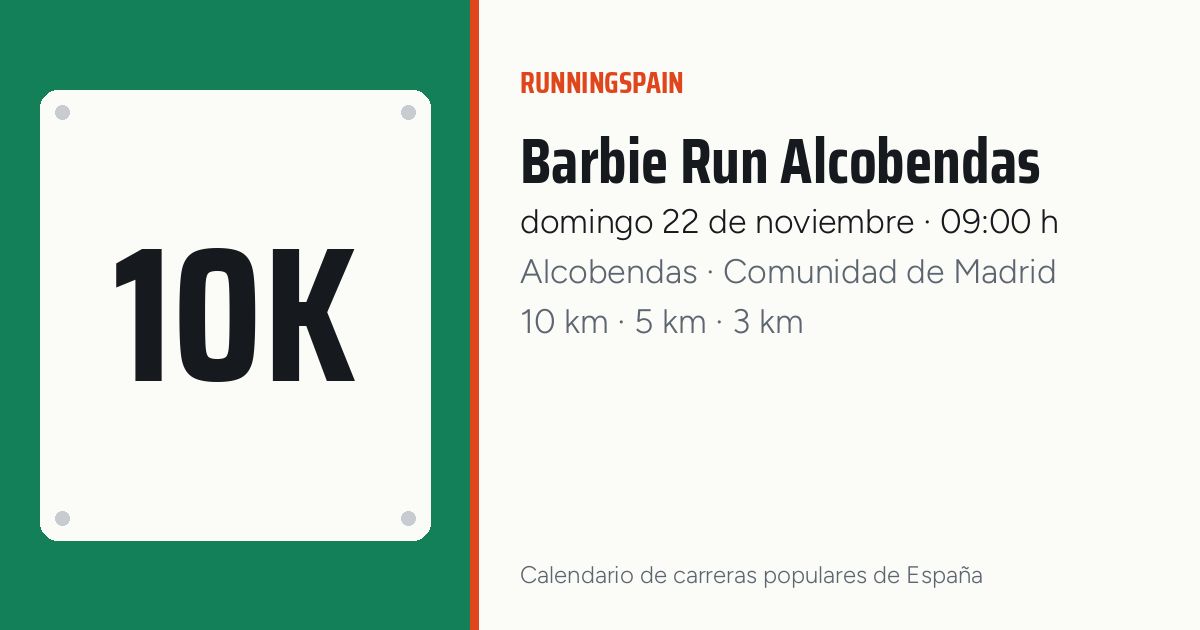 10K
RUNNINGSPAIN
Barbie Run Alcobendas
domingo 22 de noviembre · 09:00 h
Alcobendas · Comunidad de Madrid
10 km · 5 km · 3 km
Calendario de carreras populares de España